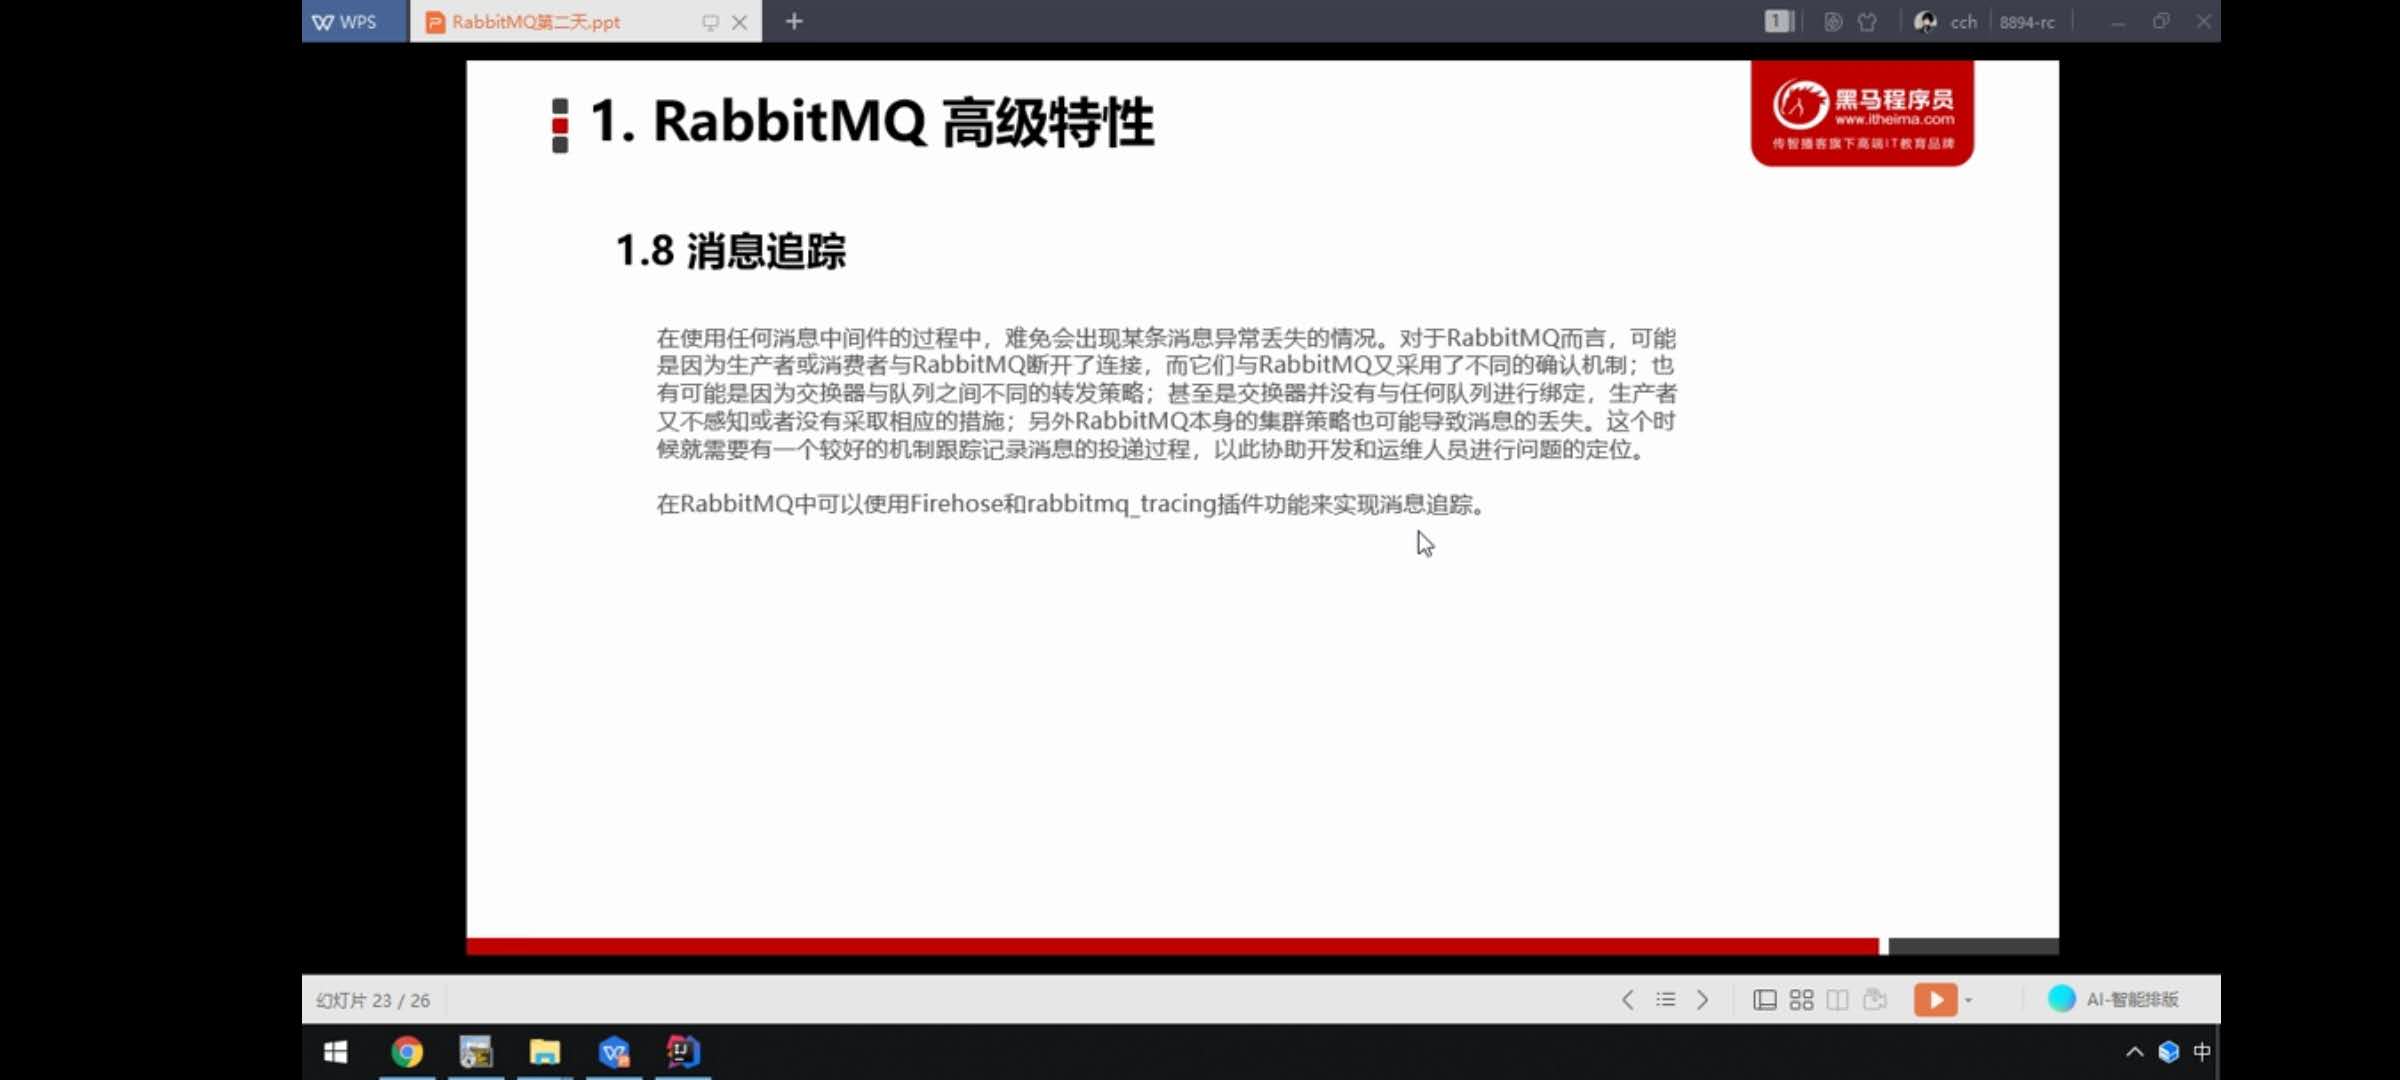 WPS
RabbitMQ第二天.ppt
1
cch
8894-rc
1. RabbitMQ 高级特性
黑马程序员
www.itheima.com
传智播客旗下高端IT教育品牌
1.8 消息追踪
在使用任何消息中间件的过程中，难免会出现某条消息异常丢失的情况。对于RabbitMQ而言，可能
是因为生产者或消费者与RabbitMQ断开了连接，而它们与RabbitMQ又采用了不同的确认机制；也
有可能是因为交换器与队列之间不同的转发策略；甚至是交换器并没有与任何队列进行绑定，生产者
又不感知或者没有采取相应的措施；另外RabbitMQ本身的集群策略也可能导致消息的丢失。这个时
候就需要有一个较好的机制跟踪记录消息的投递过程，以此协助开发和运维人员进行问题的定位。
在RabbitMQ中可以使用Firehose和rabbitmq_tracing插件功能来实现消息追踪。
幻灯片 23 / 26
AI-智能排版
中